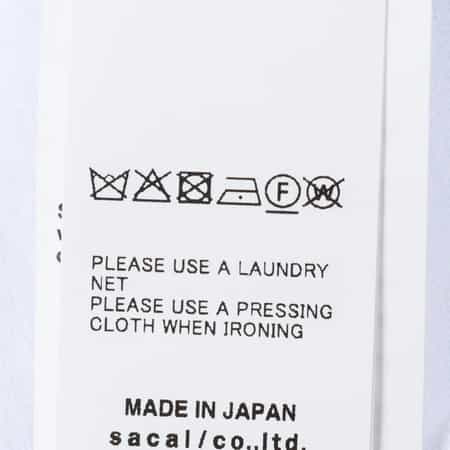 F W
PLEASE USE A LAUNDRY
NET
PLEASE USE A PRESSING
CLOTH WHEN IRONING
MADE IN JAPAN
sacai/co.,ltd.